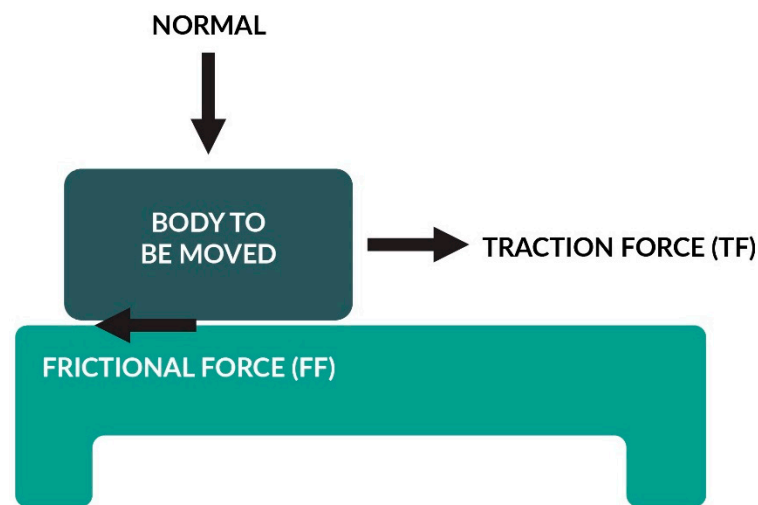 NORMAL
BODY TO
BE MOVED
TRACTION FORCE (TF)
FRICTIONAL FORCE (FF)